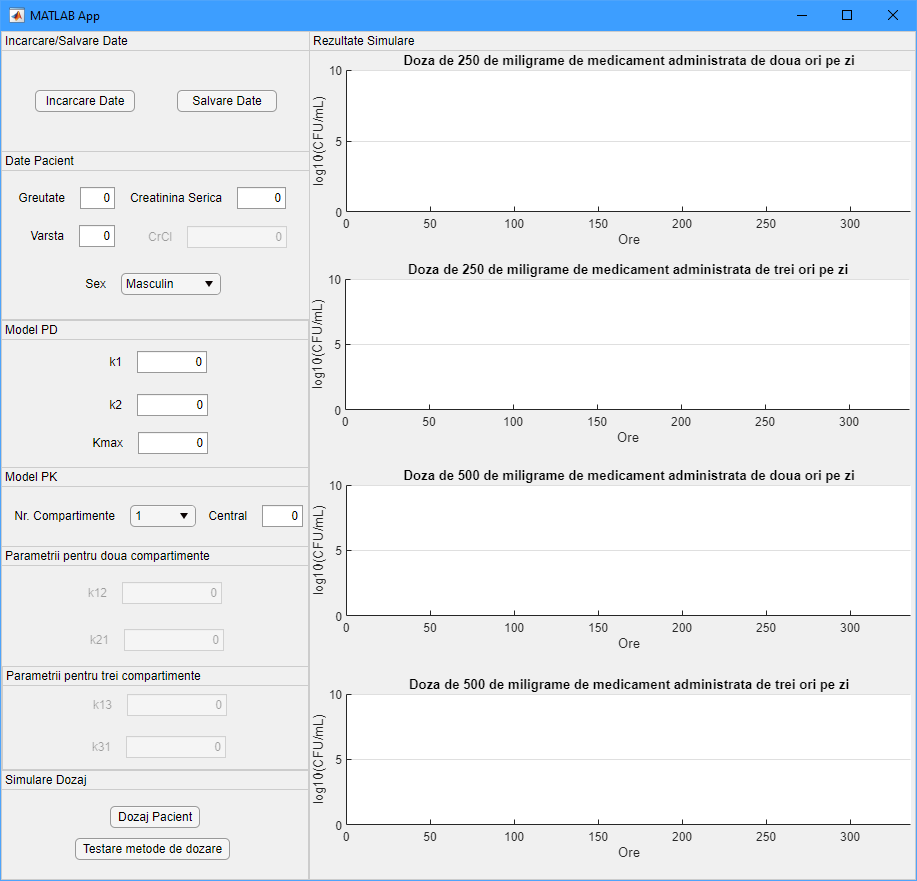 MATLAB App
Incarcare/Salvare Date
Incarcare Date
Salvare Date
Date Pacient
Greutate 0 Creatinina Serica 0
Varsta 0 CrCl 0
Sex Masculin
Model PD
k1 0
k2 0
Kmax 0
Model PK
Nr. Compartimente 1 Central 0
Parametrii pentru doua compartimente
k12 0
k21 0
Parametrii pentru trei compartimente
k13 0
k31 0
Simulare Dozaj
Dozaj Pacient
Testare metode de dozare
Rezultate Simulare
Doza de 250 de miligrame de medicament administrata de doua ori pe zi
log10(CFU/mL)
10
5
0
0 50 100 150 200 250 300
Ore
Doza de 250 de miligrame de medicament administrata de trei ori pe zi
log10(CFU/mL)
10
5
0
0 50 100 150 200 250 300
Ore
Doza de 500 de miligrame de medicament administrata de doua ori pe zi
log10(CFU/mL)
10
5
0
0 50 100 150 200 250 300
Ore
Doza de 500 de miligrame de medicament administrata de trei ori pe zi
log10(CFU/mL)
10
5
0
0 50 100 150 200 250 300
Ore